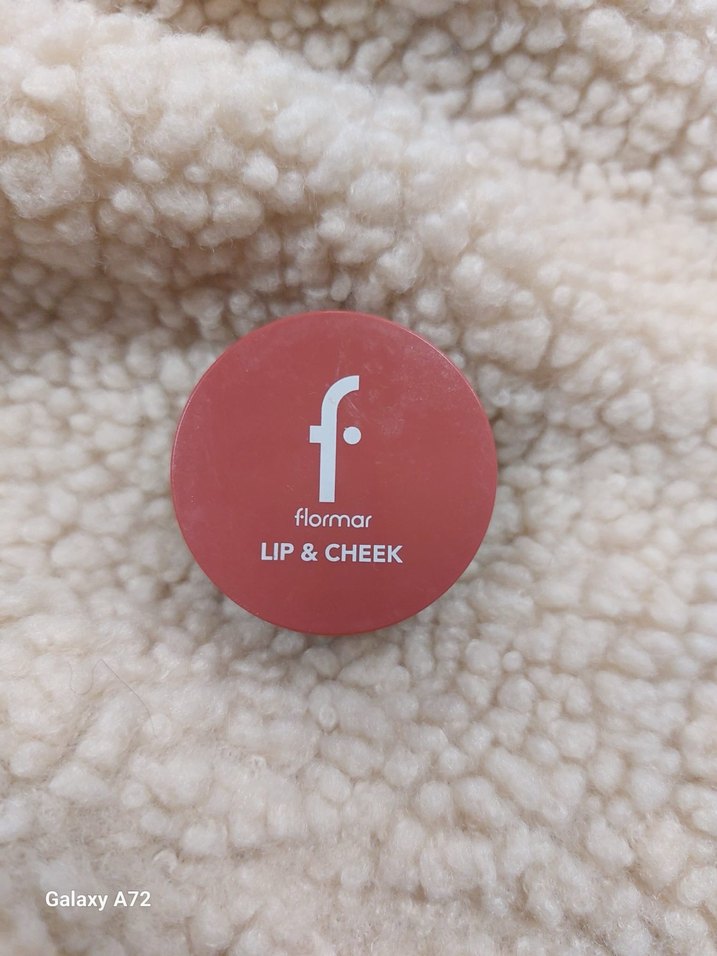 f
flormar
LIP & CHEEK
Galaxy A72